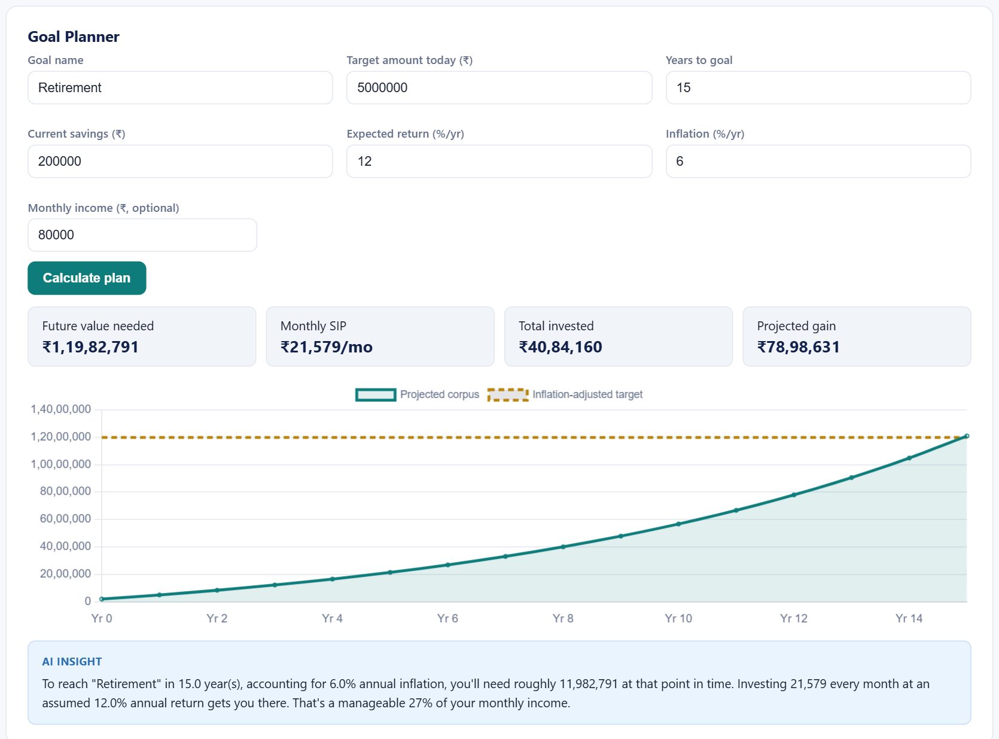 Goal Planner
Goal name
Target amount today (₹)
Years to goal
Retirement
5000000
15
Current savings (₹)
Expected return (%/yr)
Inflation (%/yr)
200000
12
6
Monthly income (₹, optional)
80000
Calculate plan
Future value needed
₹1,19,82,791
Monthly SIP
₹21,579/mo
Total invested
₹40,84,160
Projected gain
₹78,98,631
Projected corpus
Inflation-adjusted target
1,40,00,000
1,20,00,000
1,00,00,000
80,00,000
60,00,000
40,00,000
20,00,000
0
Yr 0
Yr 2
Yr 4
Yr 6
Yr 8
Yr 10
Yr 12
Yr 14
AI INSIGHT
To reach "Retirement" in 15.0 year(s), accounting for 6.0% annual inflation, you'll need roughly 11,982,791 at that point in time. Investing 21,579 every month at an
assumed 12.0% annual return gets you there. That's a manageable 27% of your monthly income.